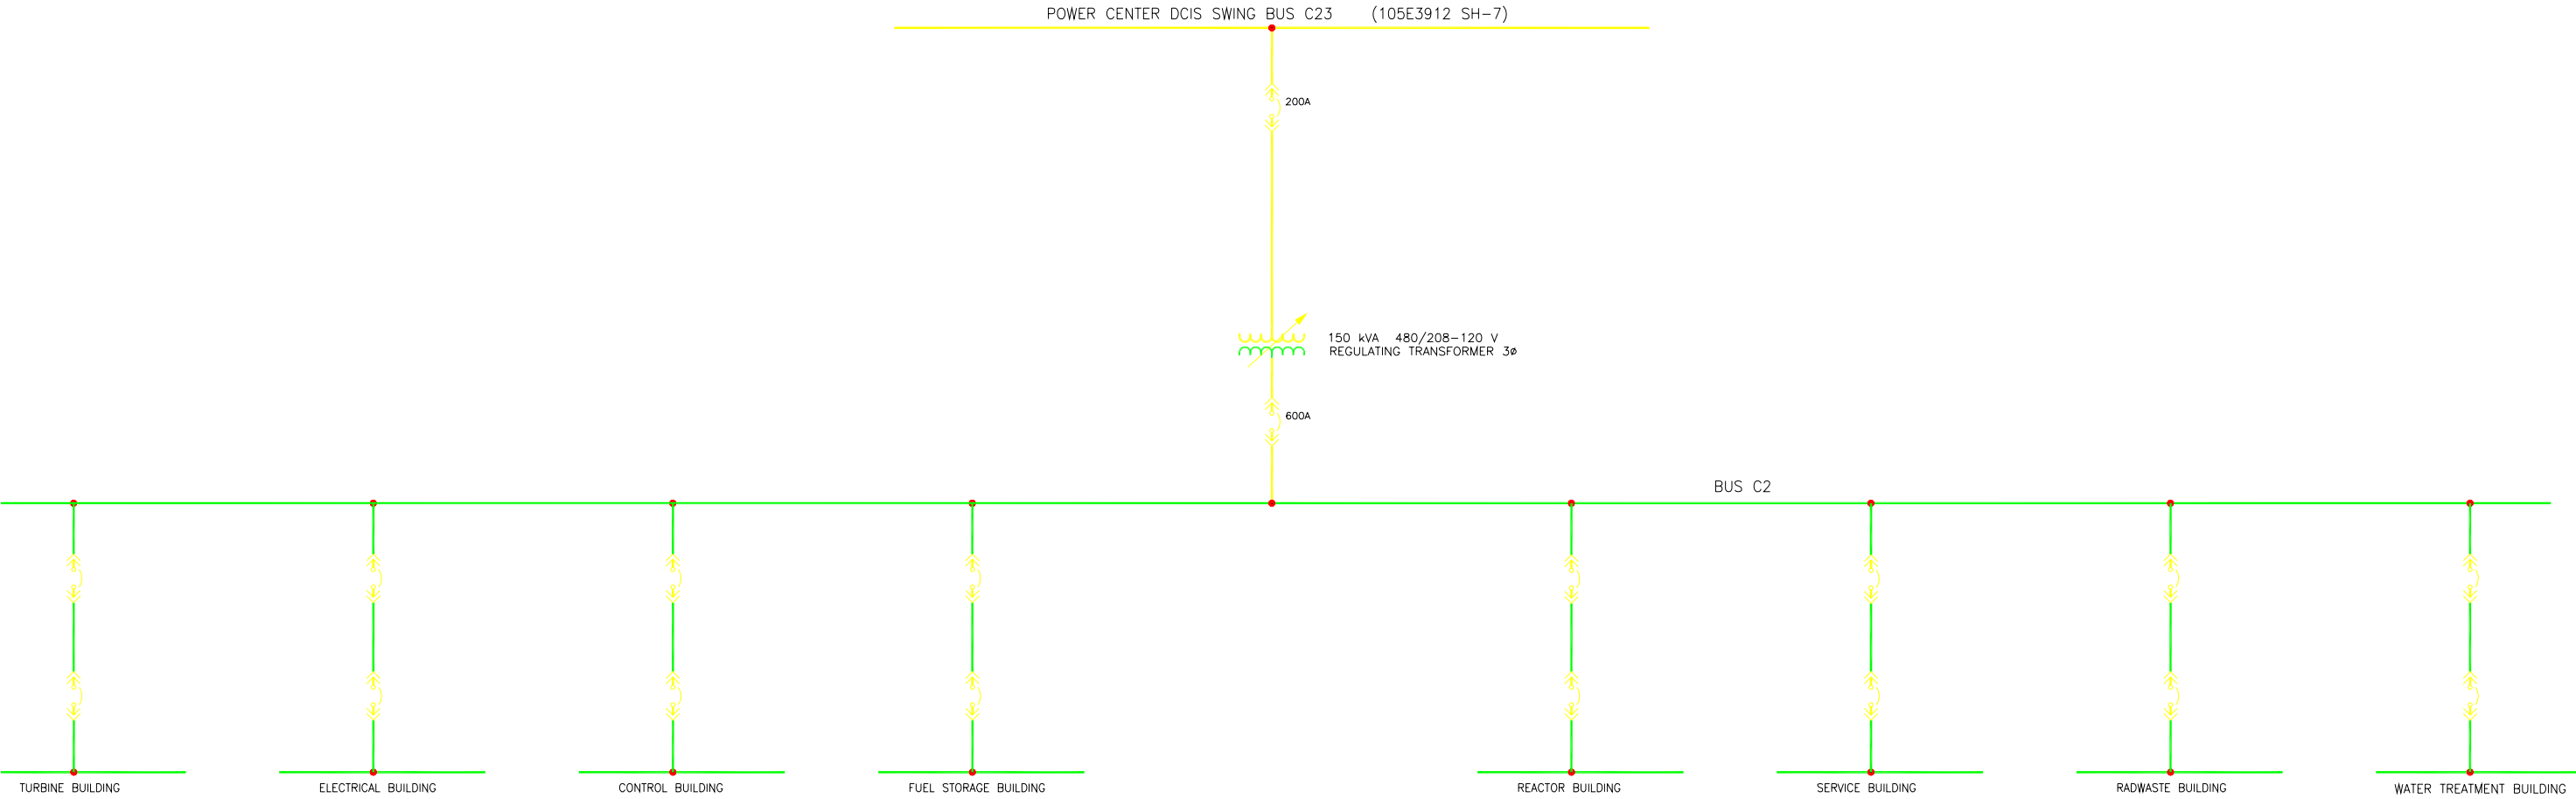 POWER CENTER DCIS SWING BUS C23 (105E3912 SH-7)
200A
150 kVA 480/208-120 V
REGULATING TRANSFORMER 3ø
600A
BUS C2
TURBINE BUILDING
ELECTRICAL BUILDING
CONTROL BUILDING
FUEL STORAGE BUILDING
REACTOR BUILDING
SERVICE BUILDING
RADWASTE BUILDING
WATER TREATMENT BUILDING